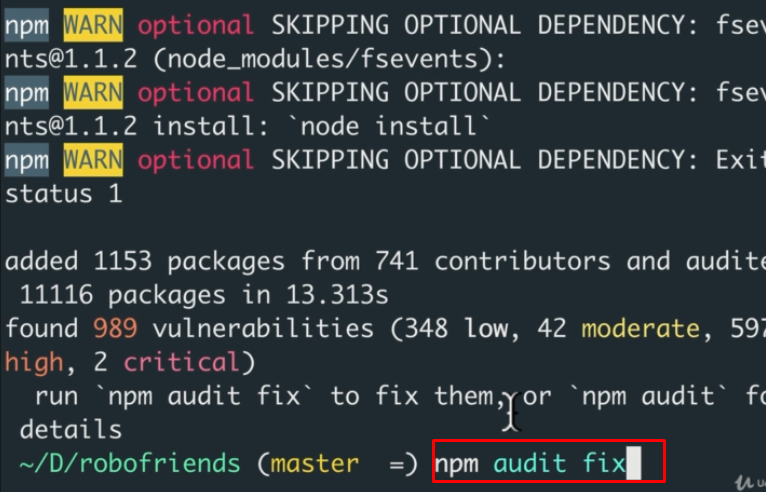 npm WARN optional SKIPPING OPTIONAL DEPENDENCY: fsev
nts@1.1.2 (node_modules/fsevents):
npm WARN optional SKIPPING OPTIONAL DEPENDENCY: fsev
nts@1.1.2 install: `node install`
npm WARN optional SKIPPING OPTIONAL DEPENDENCY: Exit
status 1
added 1153 packages from 741 contributors and audite
11116 packages in 13.313s
found 989 vulnerabilities (348 low, 42 moderate, 597
high, 2 critical)
run `npm audit fix` to fix them, or `npm audit` fo
details
~/D/robofriends (master =) npm audit fix